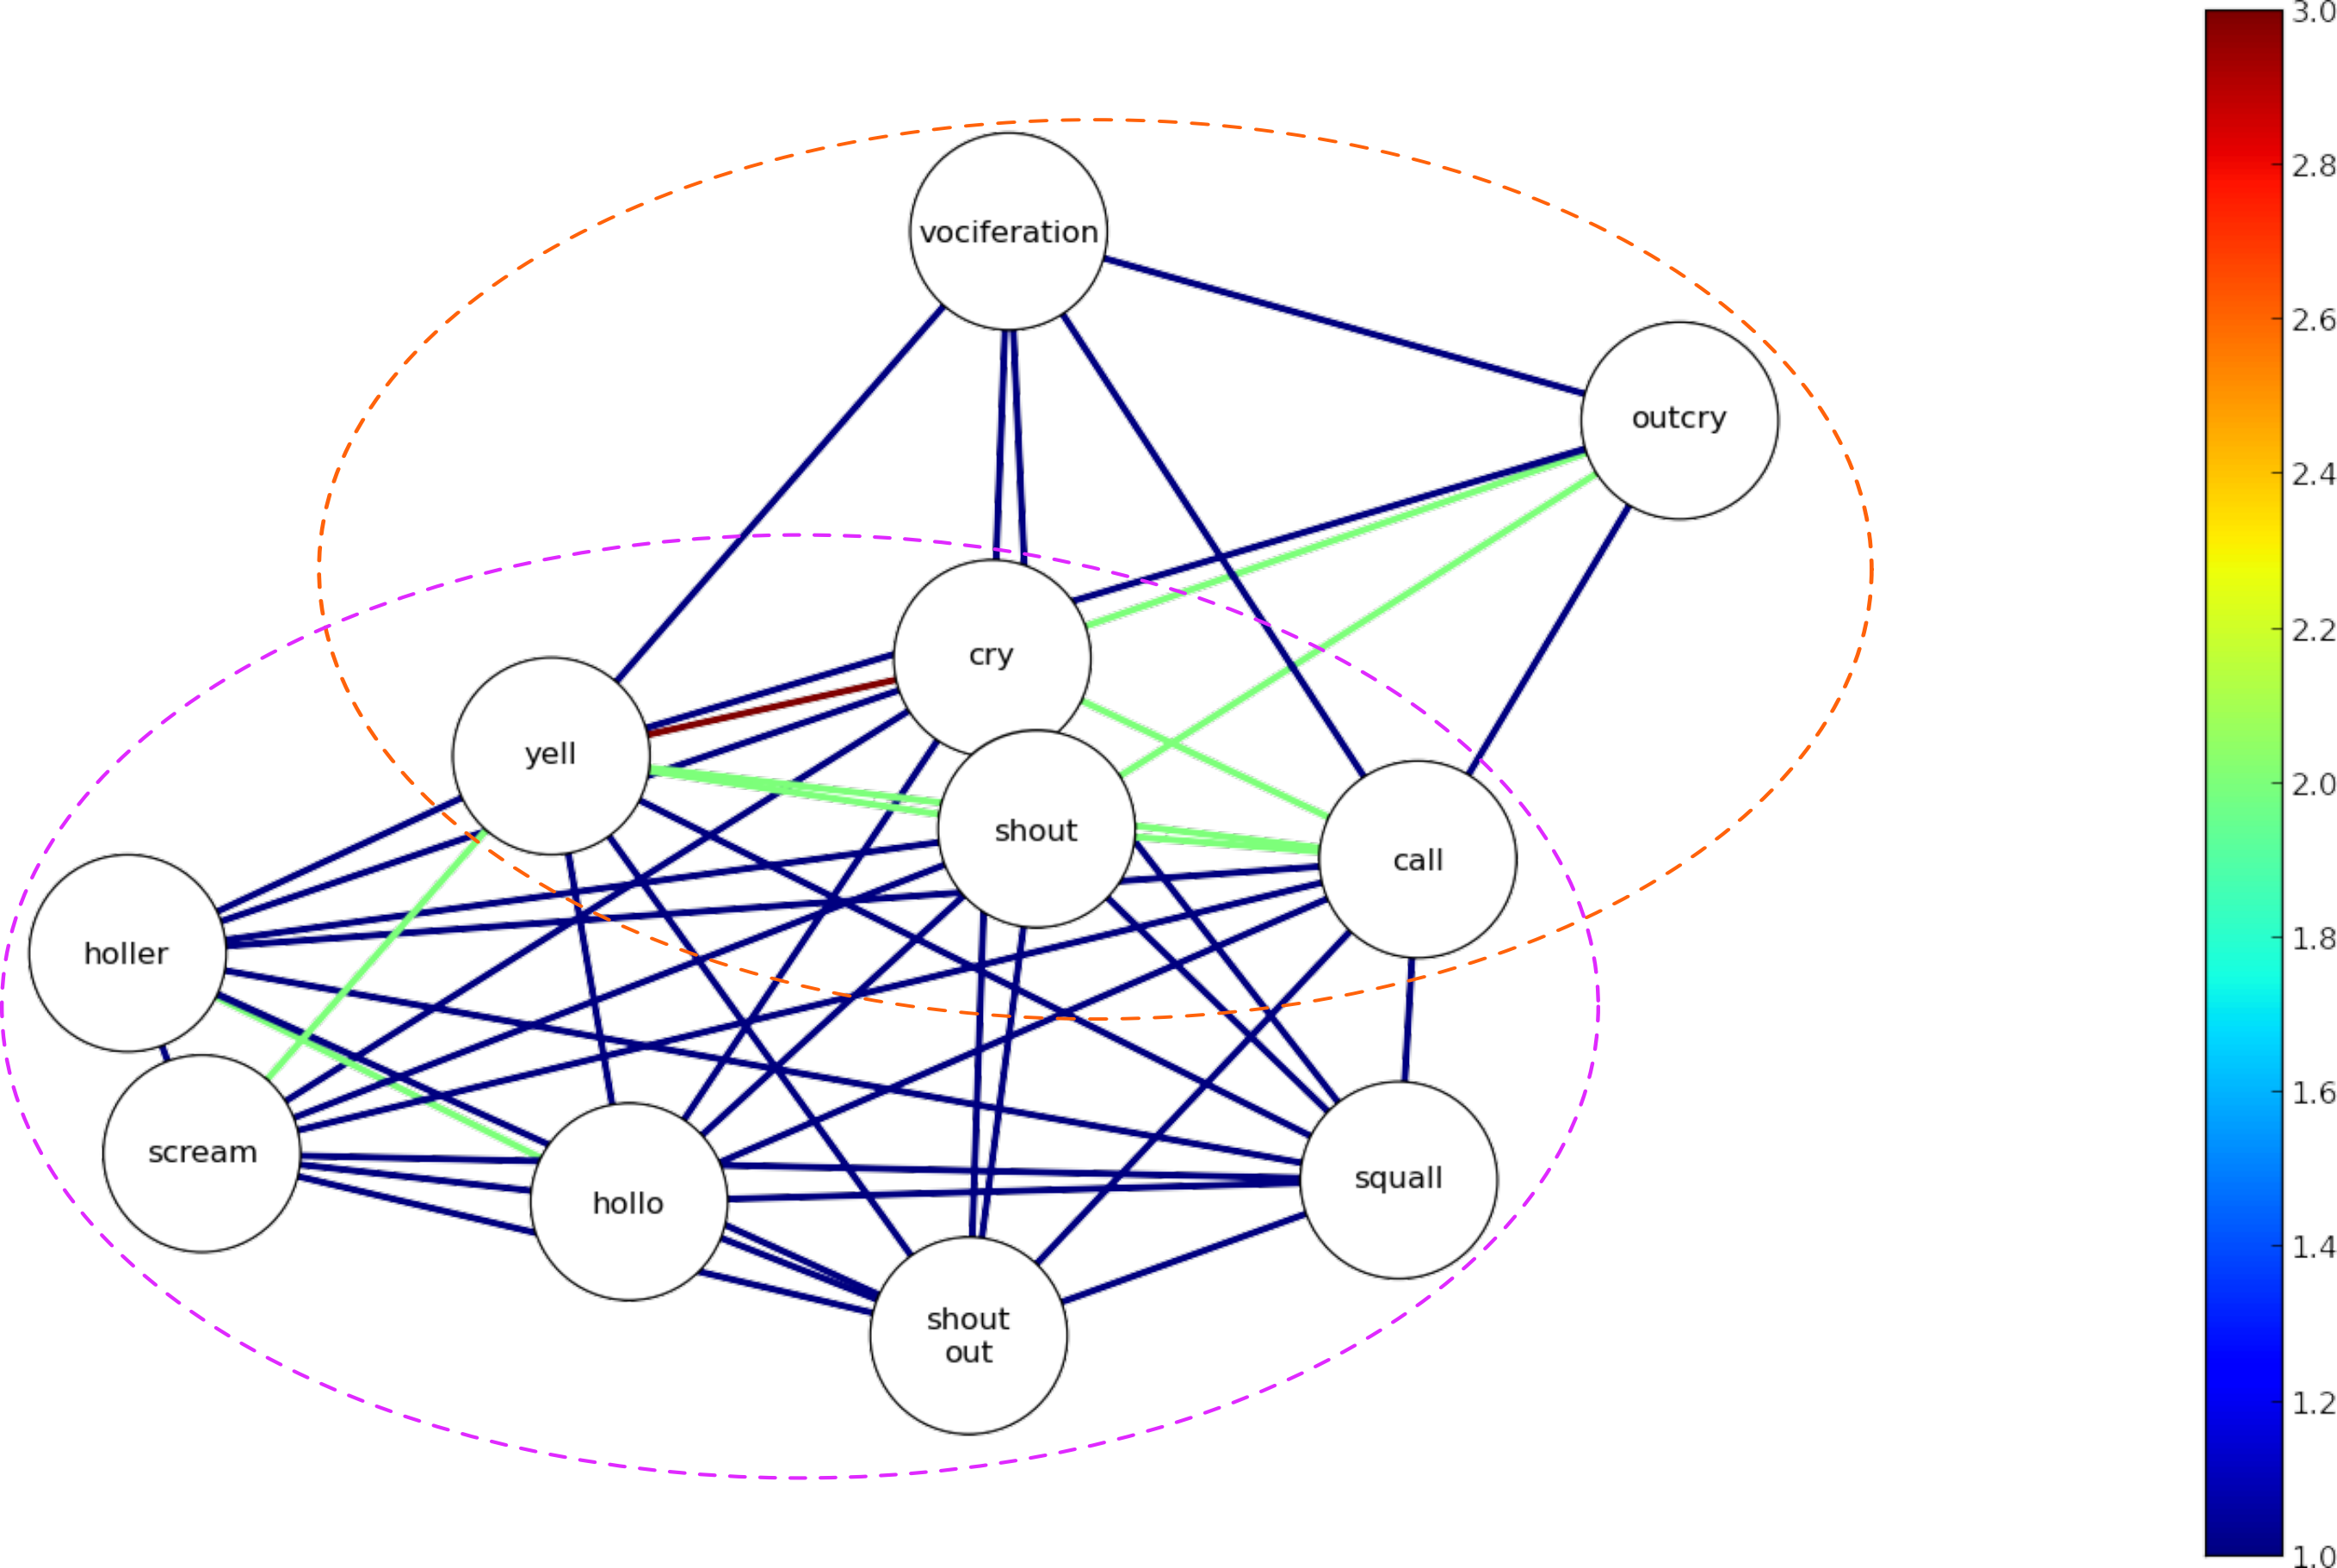 vociferation
outcry
cry
yell
shout
call
holler
scream
hollo
squall
shout
out
3.0
2.8
2.6
2.4
2.2
2.0
1.8
1.6
1.4
1.2
1.0